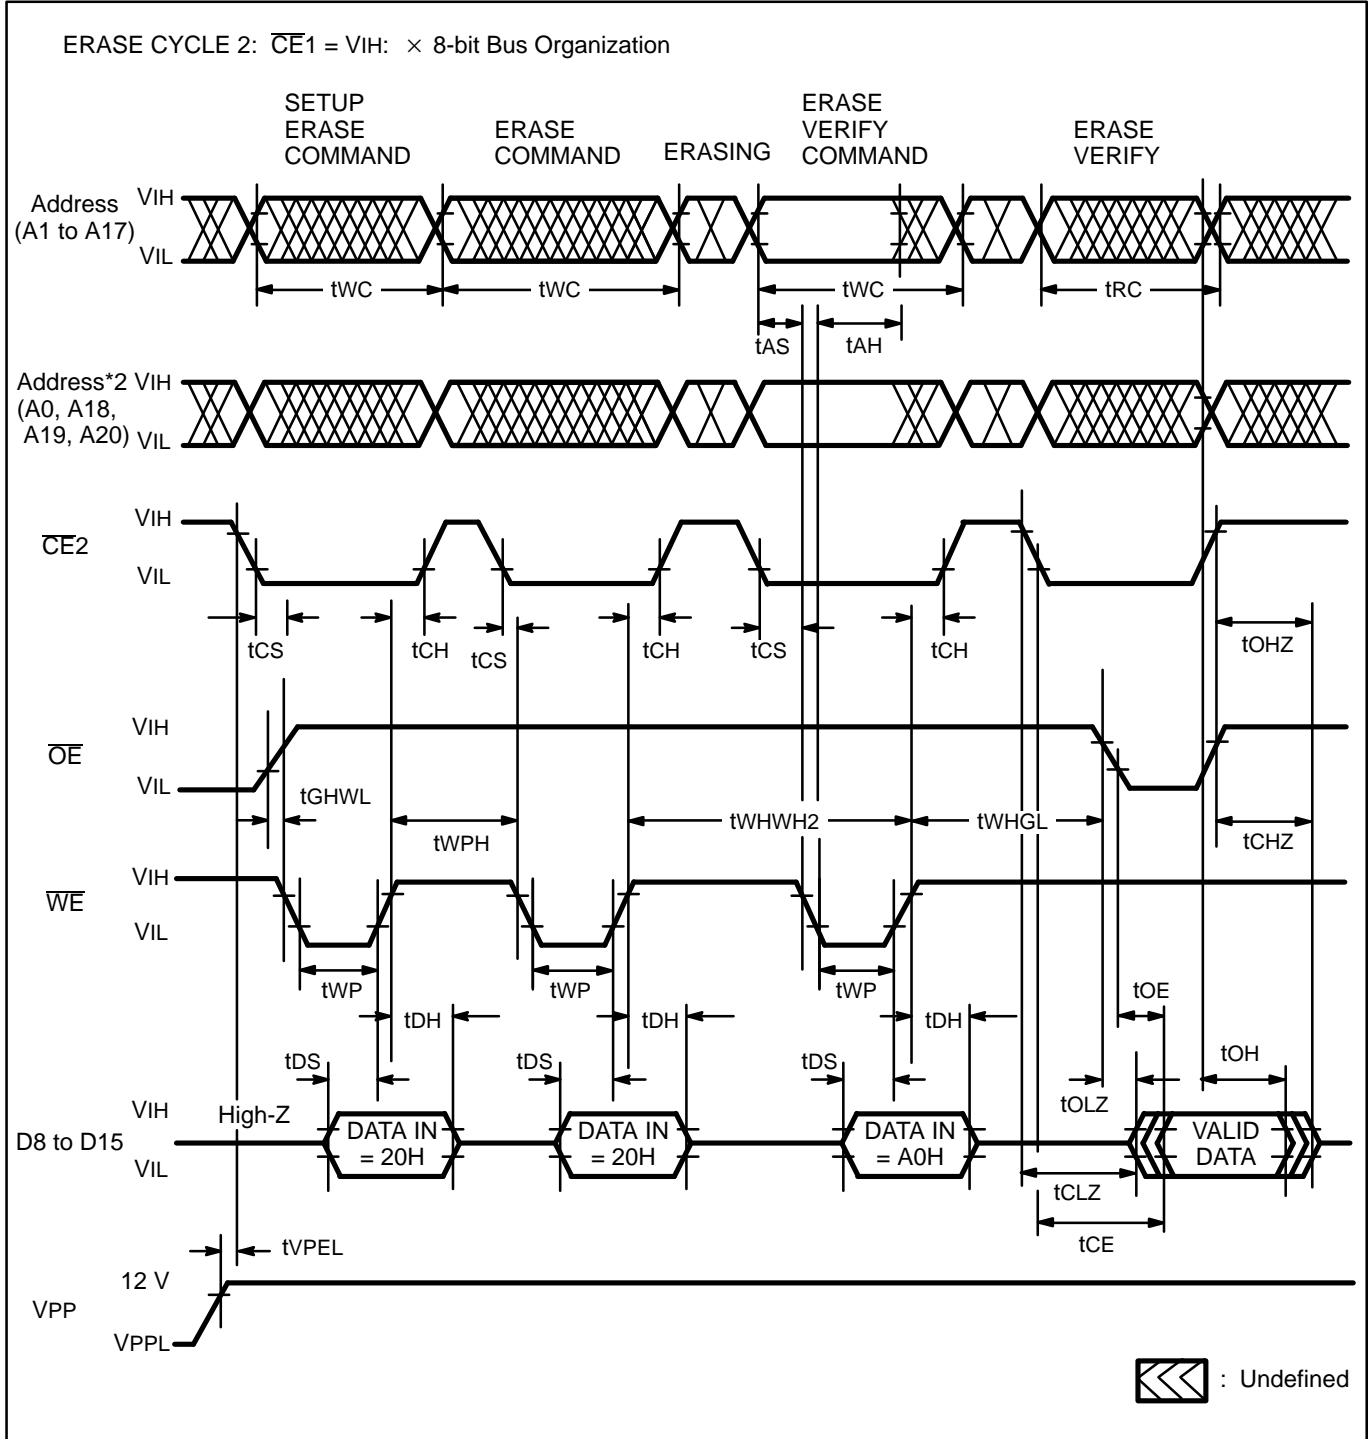 ERASE CYCLE 2: C̅E̅1 = VIH: × 8-bit Bus Organization
SETUP
ERASE
COMMAND
ERASE
COMMAND
ERASING
ERASE
VERIFY
COMMAND
ERASE
VERIFY
Address
(A1 to A17)
VIH
VIL
tWC
tWC
tWC
tRC
tAS
tAH
Address*2
(A0, A18,
A19, A20)
VIH
VIL
C̅E̅2
VIH
VIL
tCS
tCH
tCS
tCH
tCS
tCH
tOHZ
O̅E̅
VIH
VIL
tGHWL
tWPH
tWHWH2
tWHGL
tCHZ
W̅E̅
VIH
VIL
tWP
tWP
tWP
tOE
tDH
tDH
tDH
tDS
tDS
tDS
tOLZ
tOH
D8 to D15
VIH
VIL
High-Z
DATA IN
= 20H
DATA IN
= 20H
DATA IN
= A0H
VALID
DATA
tCLZ
tCE
tVPEL
VPP
12 V
VPPL
: Undefined